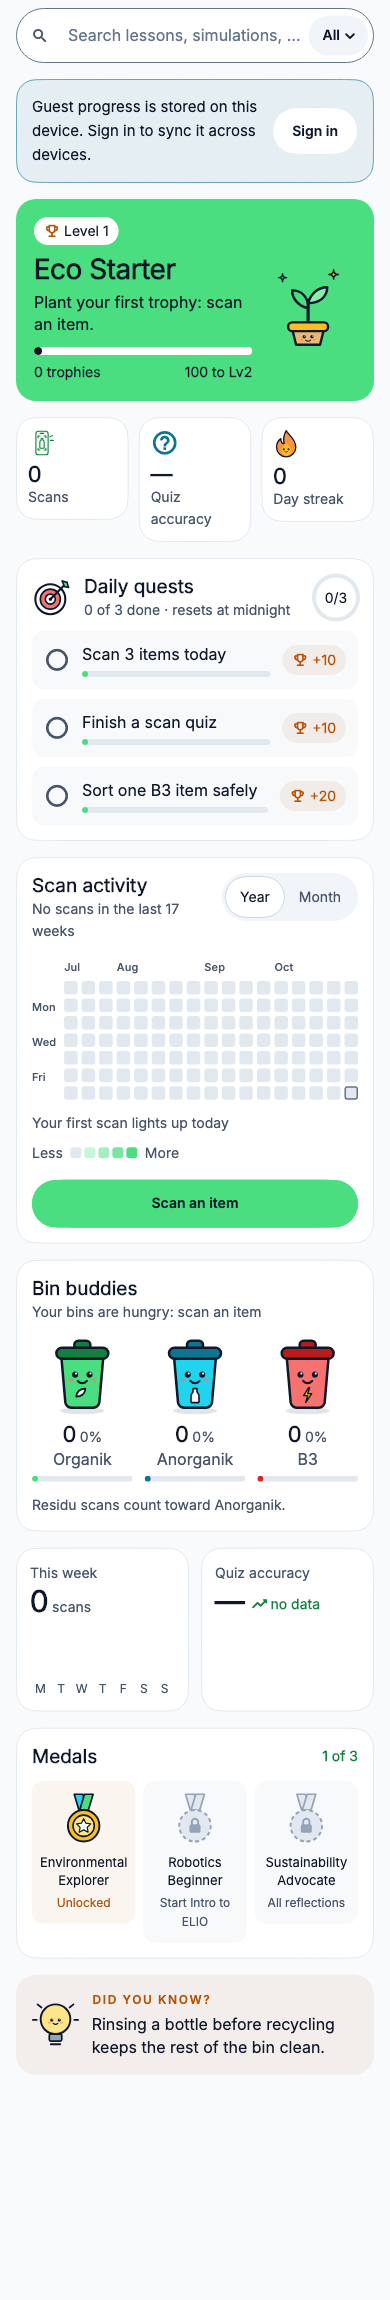 Search lessons, simulations, ...
All
Guest progress is stored on this
device. Sign in to sync it across
devices.
Sign in
Level 1
Eco Starter
Plant your first trophy: scan
an item.
0 trophies
100 to Lv2
0
Scans
—
Quiz
accuracy
0
Day streak
Daily quests
0 of 3 done · resets at midnight
0/3
Scan 3 items today
+10
Finish a scan quiz
+10
Sort one B3 item safely
+20
Scan activity
No scans in the last 17
weeks
Year
Month
Jul
Aug
Sep
Oct
Mon
Wed
Fri
Your first scan lights up today
Less
More
Scan an item
Bin buddies
Your bins are hungry: scan an item
0 0%
0 0%
0 0%
Organik
Anorganik
B3
Residu scans count toward Anorganik.
This week
0 scans
M T W T F S S
Quiz accuracy
— no data
Medals
1 of 3
Environmental
Explorer
Unlocked
Robotics
Beginner
Start Intro to
ELIO
Sustainability
Advocate
All reflections
DID YOU KNOW?
Rinsing a bottle before recycling
keeps the rest of the bin clean.